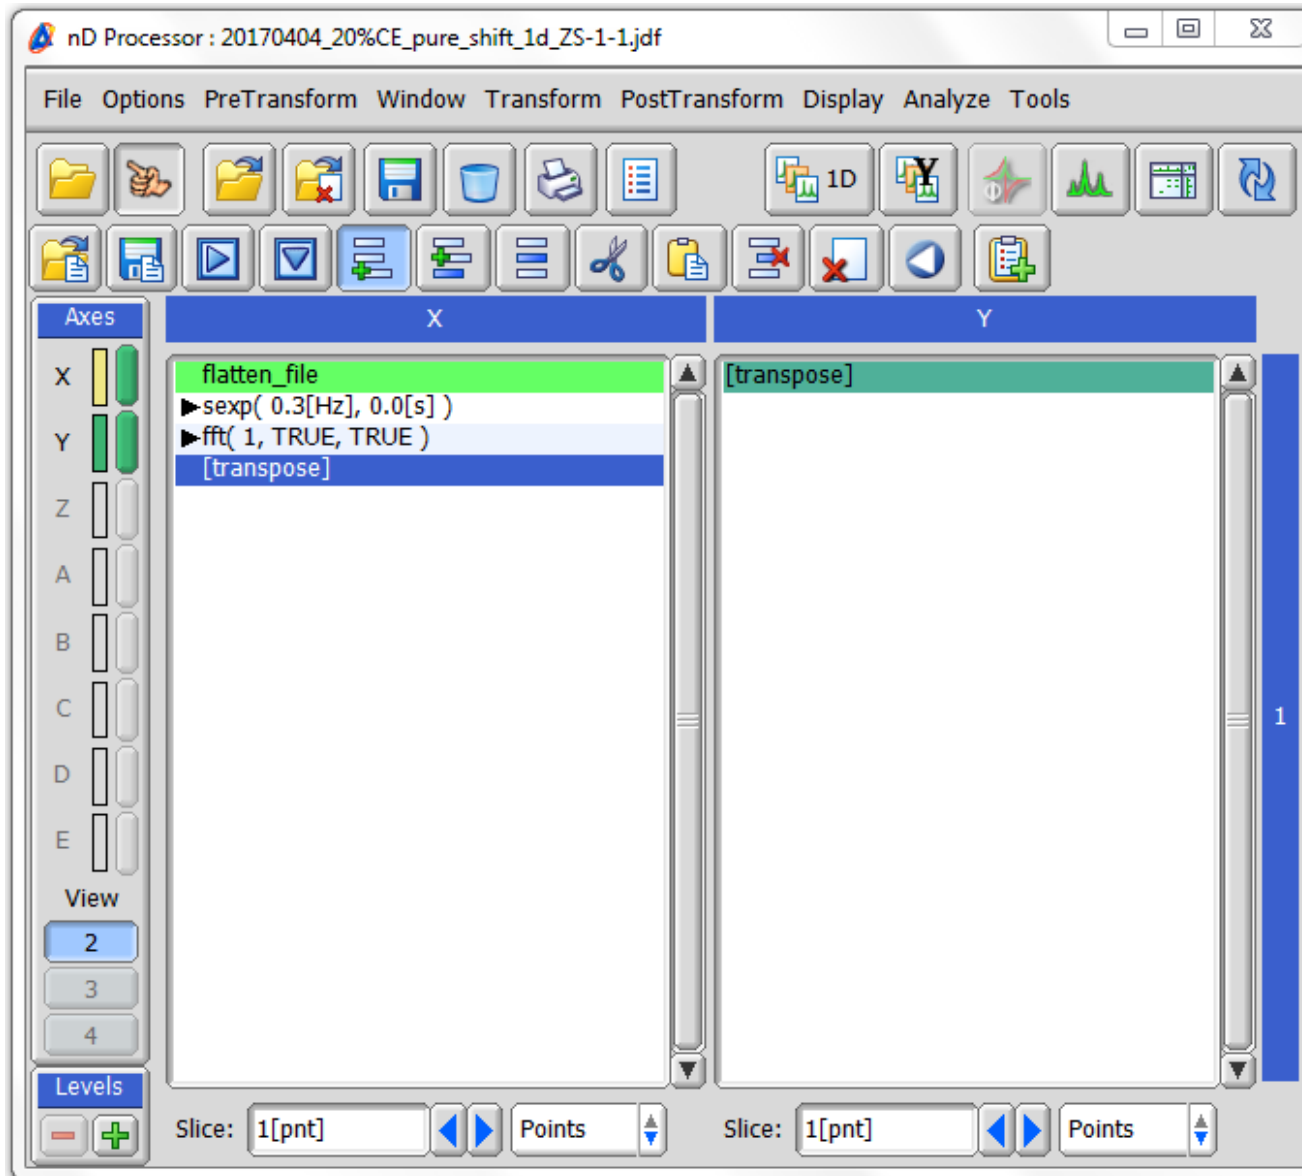 nD Processor : 20170404_20%CE_pure_shift_1d_ZS-1-1.jdf
File Options PreTransform Window Transform PostTransform Display Analyze Tools
1D
Y
Axes
X
Y
X
flatten_file
[transpose]
sexp( 0.3[Hz], 0.0[s] )
Y
fft( 1, TRUE, TRUE )
[transpose]
Z
A
B
C
1
D
E
View
2
3
4
Levels
Slice: 1[pnt] Points
Slice: 1[pnt] Points